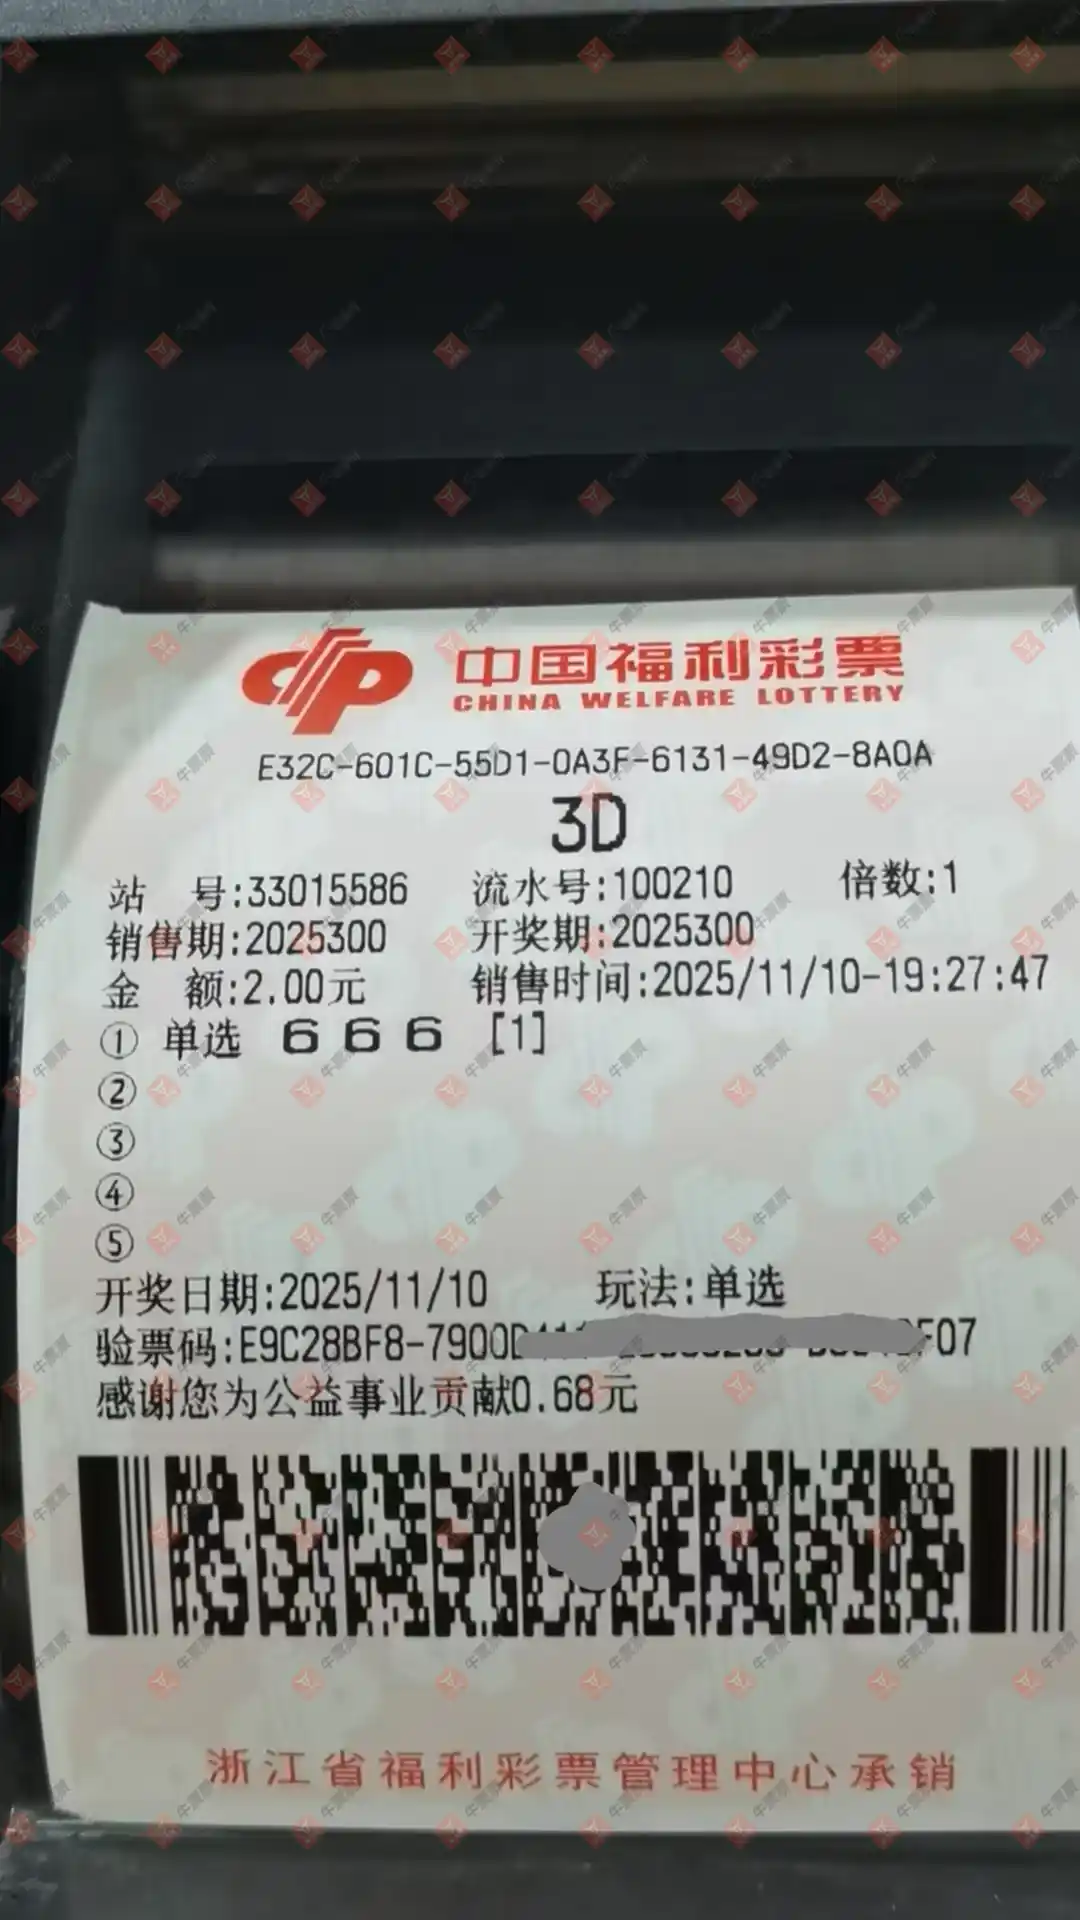 中国福利彩票
CHINA WELFARE LOTTERY
E32C-601C-55D1-0A3F-6131-49D2-8A0A
3D
站 号:33015586 流水号:100210 倍数:1
销售期:2025300 开奖期:2025300
金 额:2.00元 销售时间:2025/11/10-19:27:47
① 单选 6 6 6 [1]
②
③
④
⑤
开奖日期:2025/11/10 玩法:单选
验票码:E9C28BF8-7900 F07
感谢您为公益事业贡献0.68元
浙江省福利彩票管理中心承销
牛票票